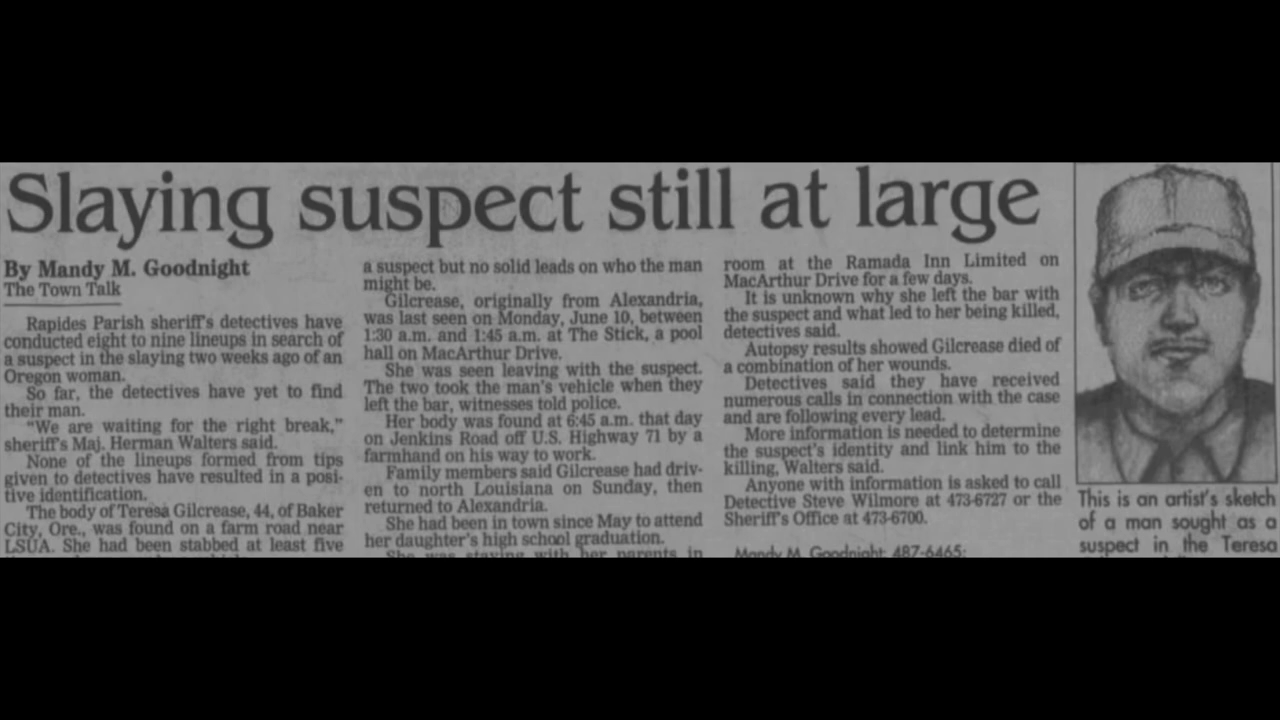 Slaying suspect still at large
By Mandy M. Goodnight
The Town Talk
Rapides Parish sheriff's detectives have
conducted eight to nine lineups in search of
a suspect in the slaying two weeks ago of an
Oregon woman.
So far, the detectives have yet to find
their man.
"We are waiting for the right break,"
sheriff's Maj. Herman Walters said.
None of the lineups formed from tips
given to detectives have resulted in a posi-
tive identification.
The body of Teresa Gilcrease, 44, of Baker
City, Ore., was found on a farm road near
LSUA. She had been stabbed at least five
a suspect but no solid leads on who the man
might be.
Gilcrease, originally from Alexandria,
was last seen on Monday, June 10, between
1:30 a.m. and 1:45 a.m. at The Stick, a pool
hall on MacArthur Drive.
She was seen leaving with the suspect.
The two took the man's vehicle when they
left the bar, witnesses told police.
Her body was found at 6:45 a.m. that day
on Jenkins Road off U.S. Highway 71 by a
farmhand on his way to work.
Family members said Gilcrease had driv-
en to north Louisiana on Sunday, then
returned to Alexandria.
She had been in town since May to attend
her daughter's high school graduation.
She was staying with her parents in
room at the Ramada Inn Limited on
MacArthur Drive for a few days.
It is unknown why she left the bar with
the suspect and what led to her being killed,
detectives said.
Autopsy results showed Gilcrease died of
a combination of her wounds.
Detectives said they have received
numerous calls in connection with the case
and are following every lead.
More information is needed to determine
the suspect's identity and link him to the
killing, Walters said.
Anyone with information is asked to call
Detective Steve Wilmore at 473-6727 or the
Sheriff's Office at 473-6700.
Mandy M. Goodnight: 487-6465;
This is an artist's sketch
of a man sought as a
suspect in the Teresa